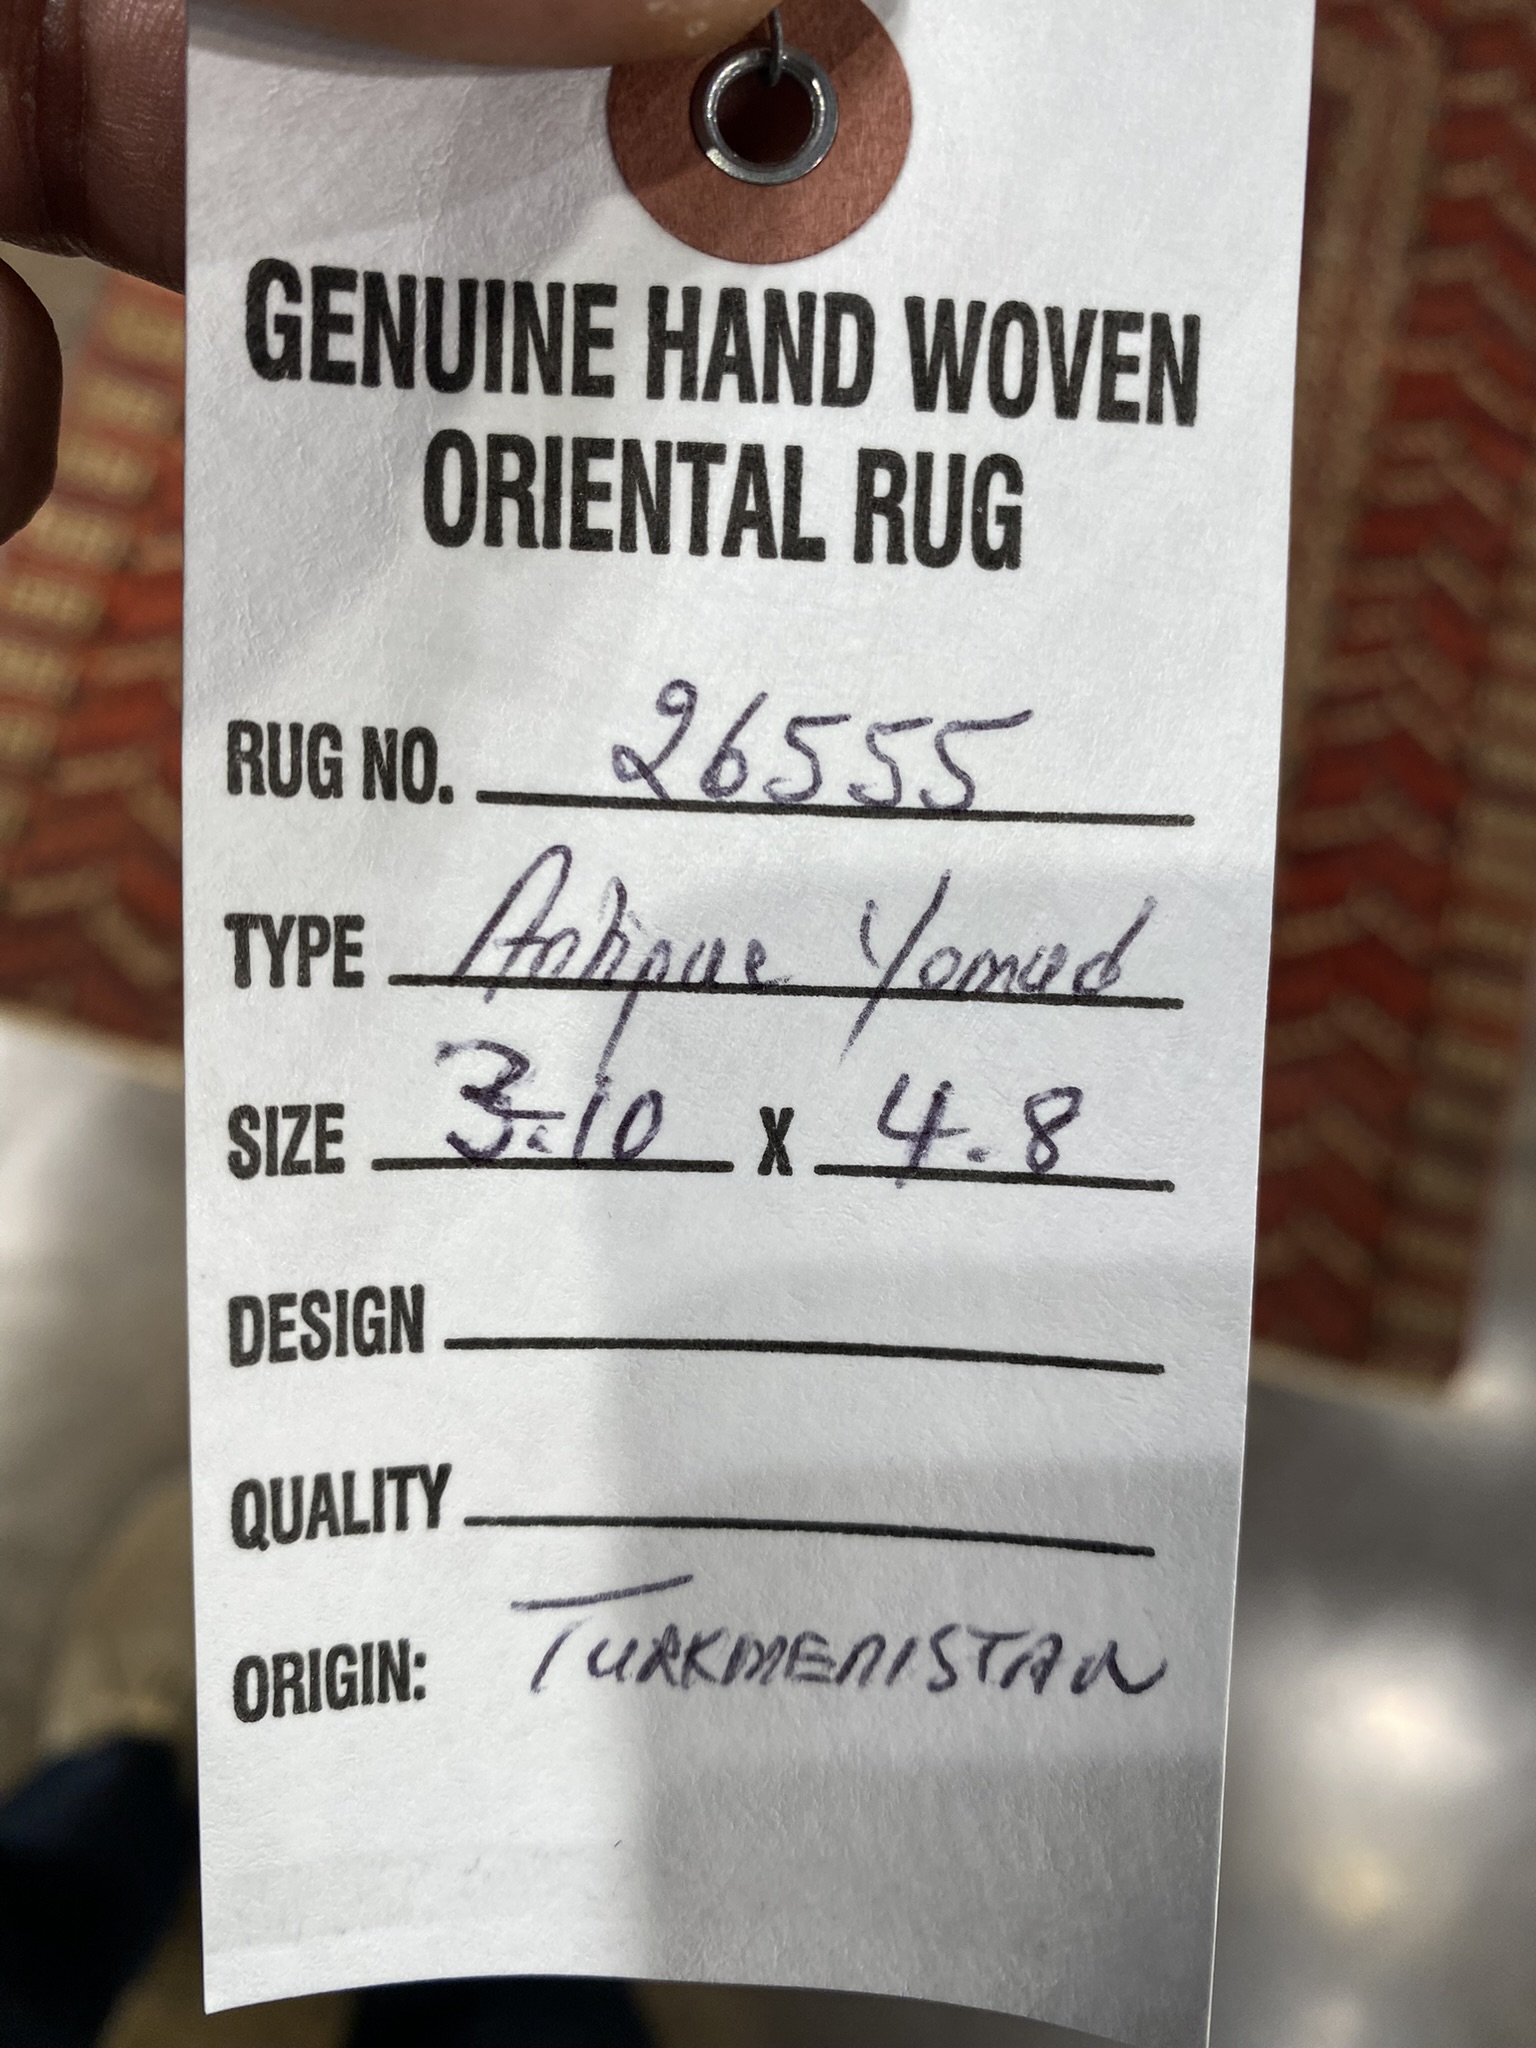 GENUINE HAND WOVEN
ORIENTAL RUG
RUG NO. 26555
TYPE Antique Yomud
SIZE 3.10 X 4.8
DESIGN
QUALITY
ORIGIN: TURKMENISTAN